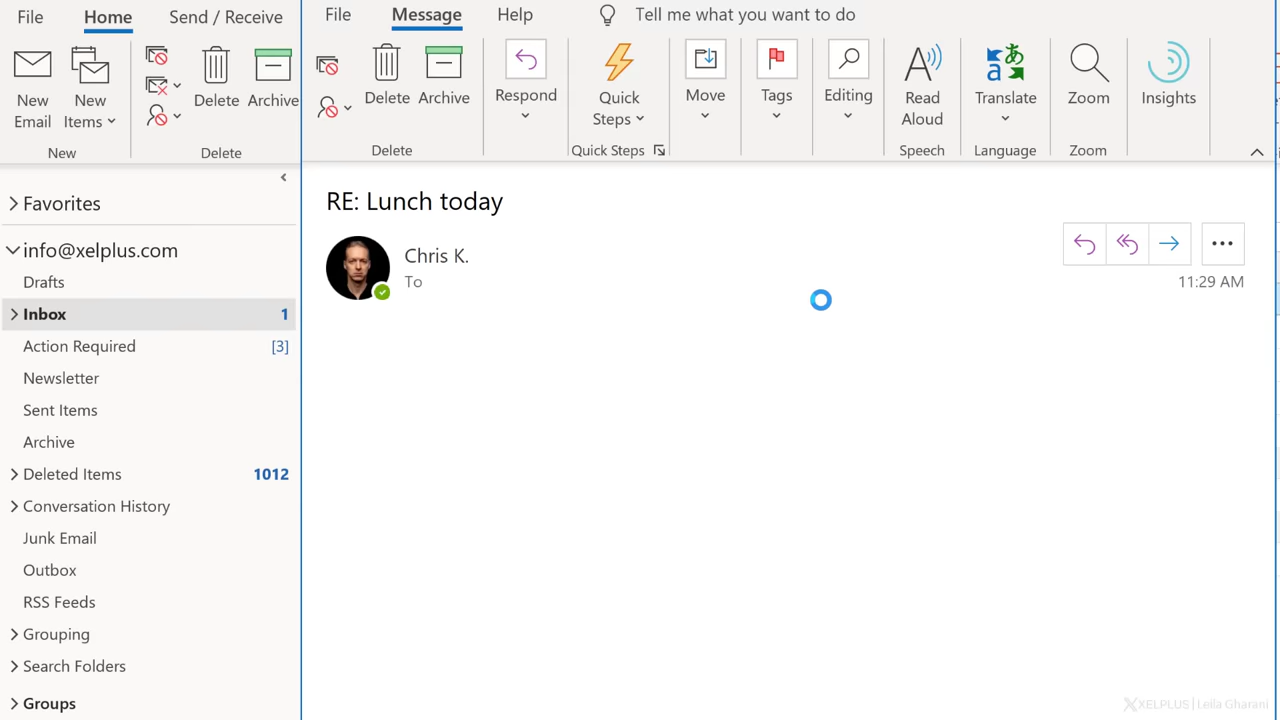 File Home Send / Receive
New Email
New Items
Delete
Archive
New
Delete
Favorites
info@xelplus.com
Drafts
Inbox 1
Action Required [3]
Newsletter
Sent Items
Archive
Deleted Items 1012
Conversation History
Junk Email
Outbox
RSS Feeds
Grouping
Search Folders
Groups
File Message Help Tell me what you want to do
Delete
Archive
Respond
Quick Steps
Move
Tags
Editing
Read Aloud
Translate
Zoom
Insights
Delete
Quick Steps
Speech
Language
Zoom
RE: Lunch today
Chris K.
To
11:29 AM
XELPLUS | Leila Gharani